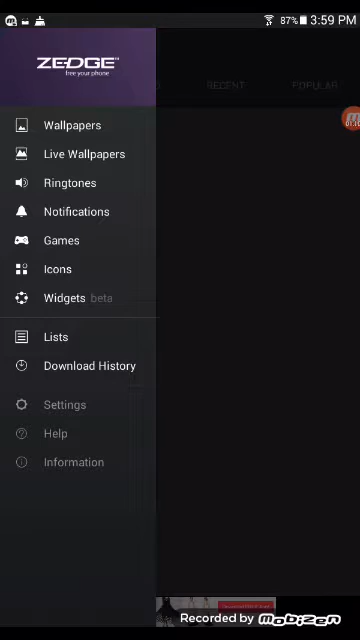 87% 3:59 PM
ZEDGE™
free your phone
RECENT
POPULAR
Wallpapers
Live Wallpapers
Ringtones
Notifications
Games
Icons
Widgets beta
Lists
Download History
Settings
Help
Information
Recorded by mobizen